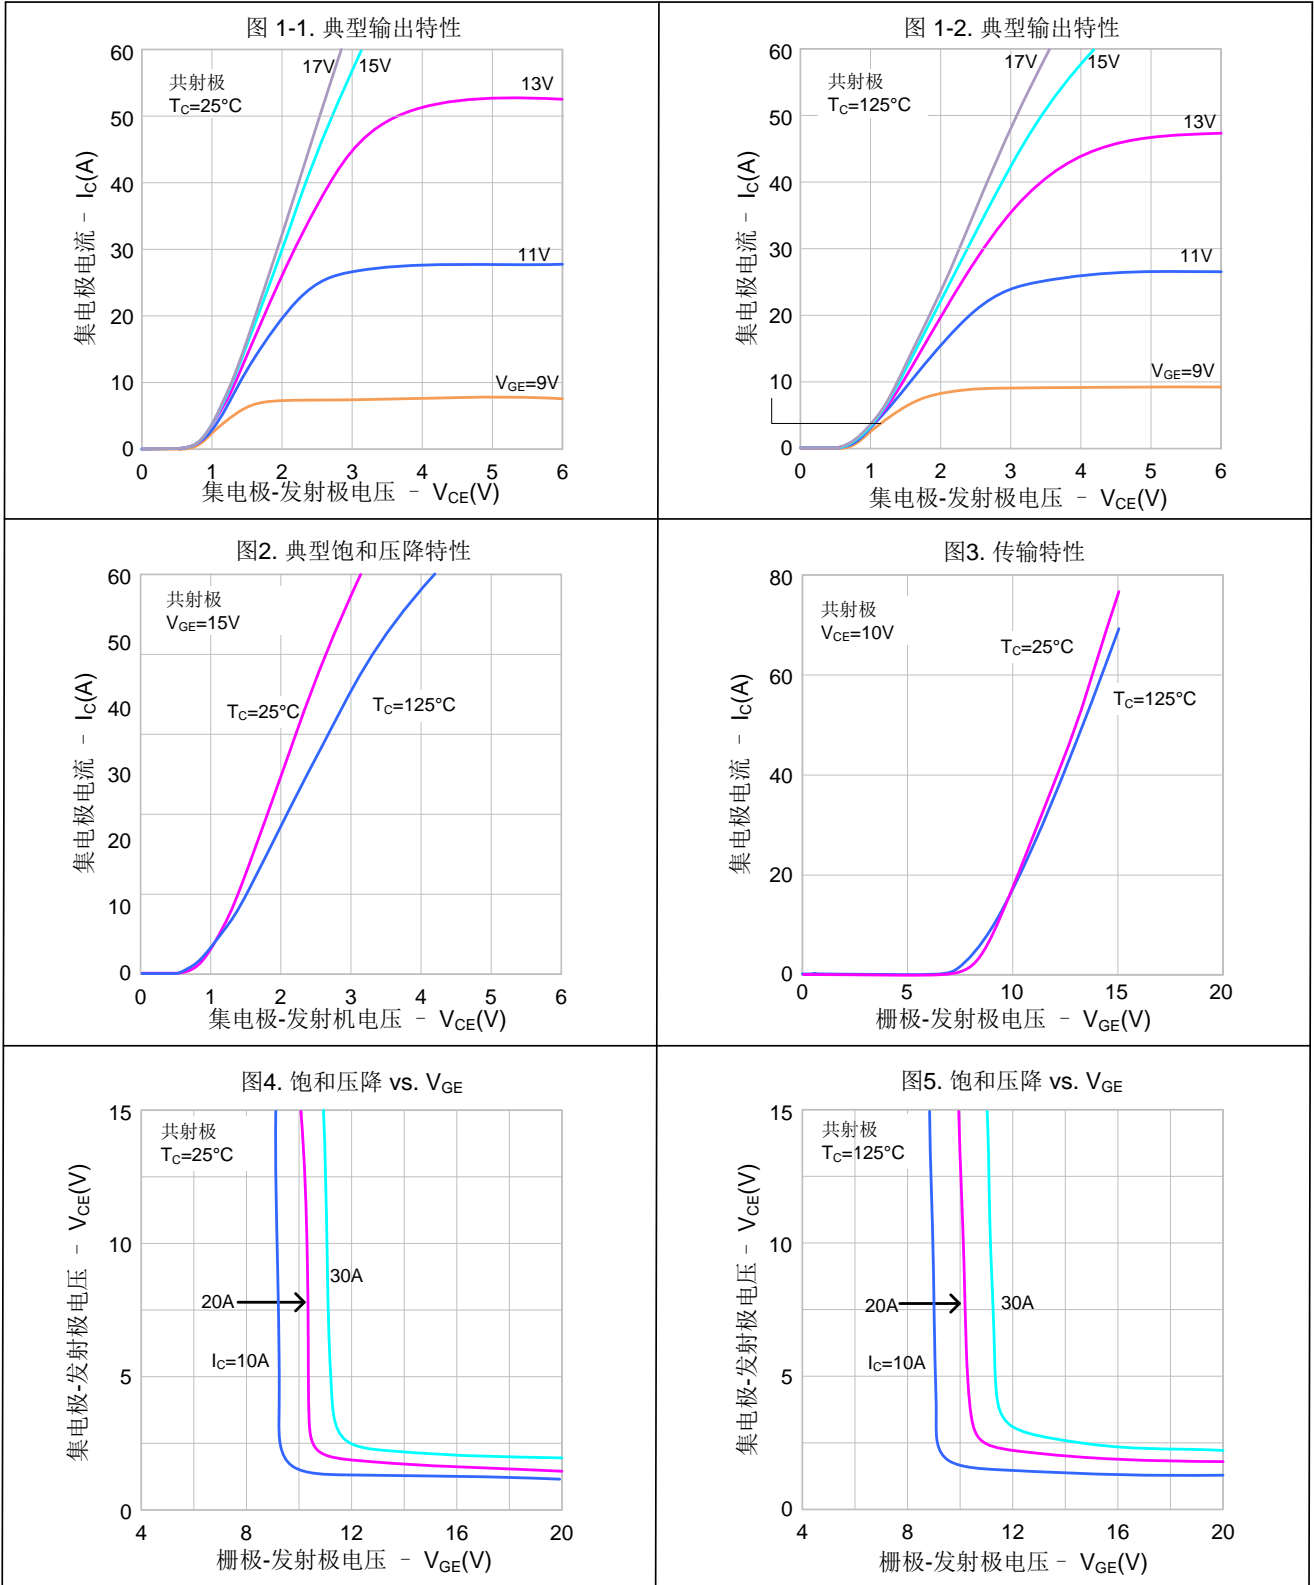 图 1-1. 典型输出特性
共射极
TC=25°C
17V
15V
13V
11V
VGE=9V
集电极电流 - IC(A)
60
50
40
30
20
10
0
0 1 2 3 4 5 6
集电极-发射极电压 - VCE(V)
图 1-2. 典型输出特性
共射极
TC=125°C
17V
15V
13V
11V
VGE=9V
集电极电流 - IC(A)
60
50
40
30
20
10
0
0 1 2 3 4 5 6
集电极-发射极电压 - VCE(V)
图2. 典型饱和压降特性
共射极
VGE=15V
TC=25°C
TC=125°C
集电极电流 - IC(A)
60
50
40
30
20
10
0
0 1 2 3 4 5 6
集电极-发射机电压 - VCE(V)
图3. 传输特性
共射极
VCE=10V
TC=25°C
TC=125°C
集电极电流 - IC(A)
80
60
40
20
0
0 5 10 15 20
栅极-发射极电压 - VGE(V)
图4. 饱和压降 vs. VGE
共射极
TC=25°C
30A
20A
IC=10A
集电极-发射极电压 - VCE(V)
15
10
5
0
4 8 12 16 20
栅极-发射极电压 - VGE(V)
图5. 饱和压降 vs. VGE
共射极
TC=125°C
30A
20A
IC=10A
集电极-发射极电压 - VCE(V)
15
10
5
0
4 8 12 16 20
栅极-发射极电压 - VGE(V)